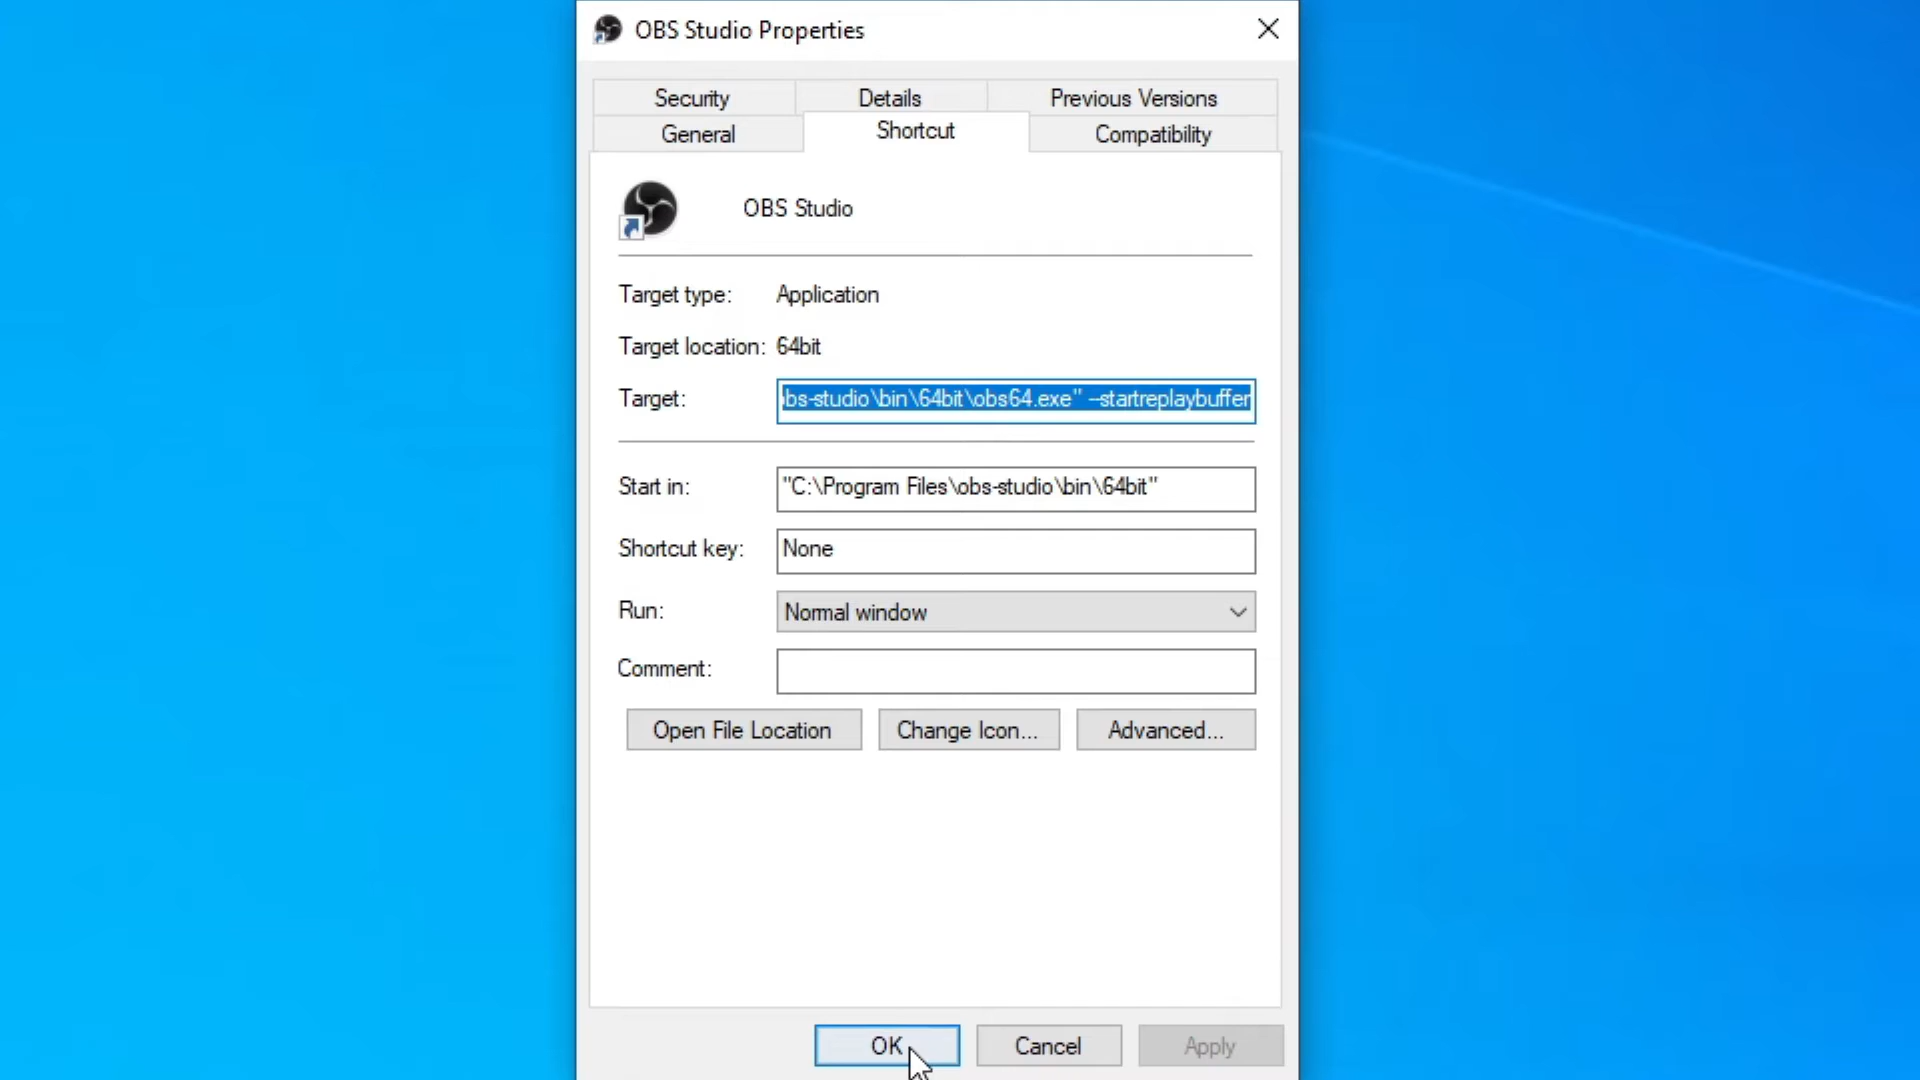 OBS Studio Properties
Security Details Previous Versions
General Shortcut Compatibility
OBS Studio
Target type: Application
Target location: 64bit
Target: bs-studio\bin\64bit\obs64.exe" --startreplaybuffer
Start in: "C:\Program Files\obs-studio\bin\64bit"
Shortcut key: None
Run: Normal window
Comment:
Open File Location Change Icon... Advanced...
OK Cancel Apply